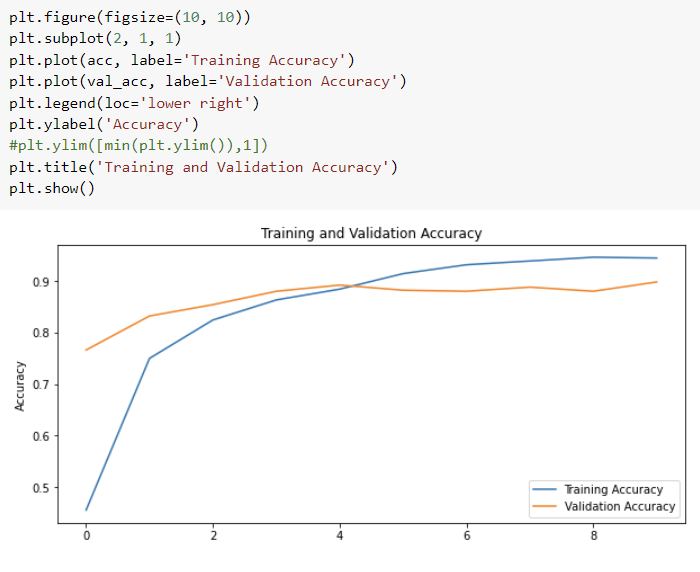 plt.figure(figsize=(10, 10))
plt.subplot(2, 1, 1)
plt.plot(acc, label='Training Accuracy')
plt.plot(val_acc, label='Validation Accuracy')
plt.legend(loc='lower right')
plt.ylabel('Accuracy')
#plt.ylim([min(plt.ylim()),1])
plt.title('Training and Validation Accuracy')
plt.show()
Training and Validation Accuracy
0.9
0.8
0.7
0.6
0.5
Accuracy
Training Accuracy
Validation Accuracy
0 2 4 6 8